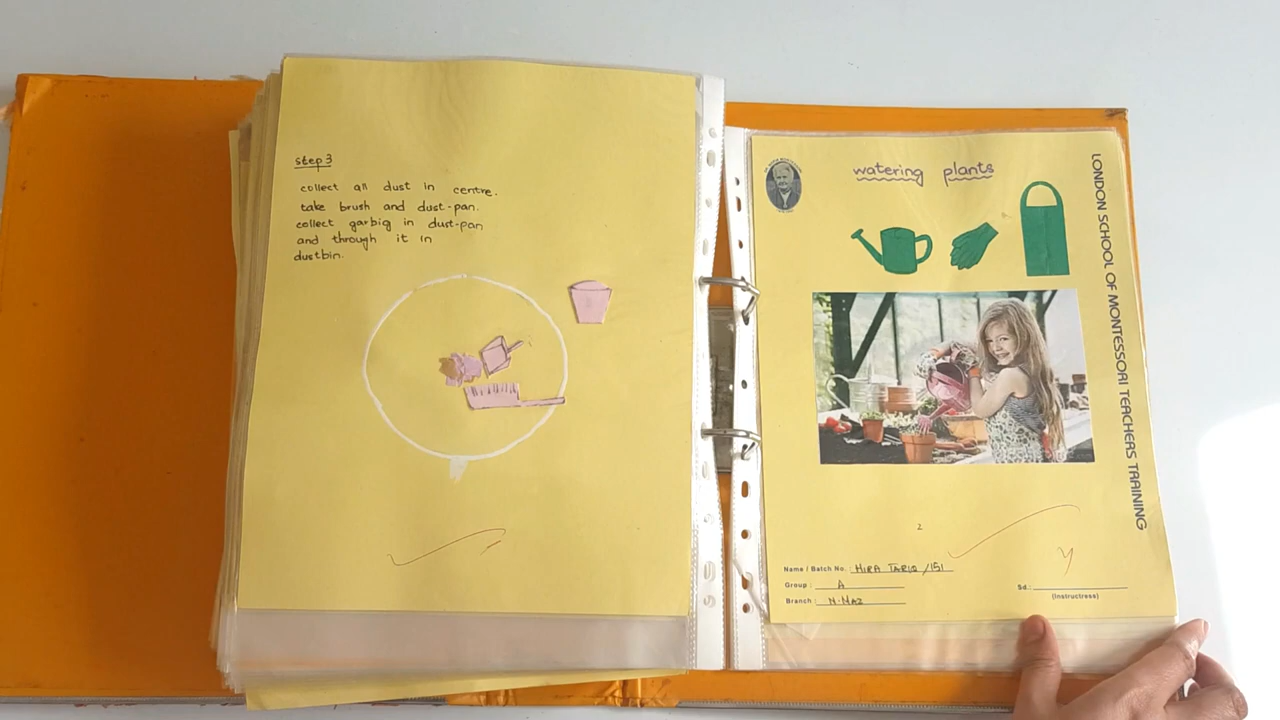 step 3
collect all dust in centre.
take brush and dust-pan.
collect garbig in dust-pan
and through it in
dustbin.
watering plants
LONDON SCHOOL OF MONTESSORI TEACHERS TRAINING
2
Name / Batch No. HIRA TARIQ /151
Group : A
Branch : N-NAZ
Sd.:
(Instructress)